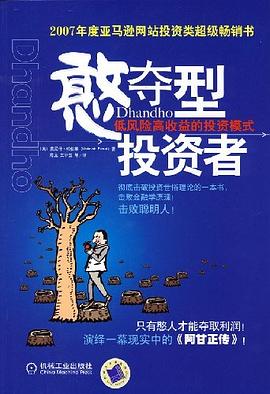 2007年度亚马逊网站投资类超级畅销书
Dhandho
憨夺型
Dhandho
低风险高收益的投资模式
投资者
彻底击破投资世俗理论的一本书，
击败金融学原理！
击败聪明人！
只有憨人才能夺取利润！
演绎一幕现实中的《阿甘正传》！
机械工业出版社
China Machine Press